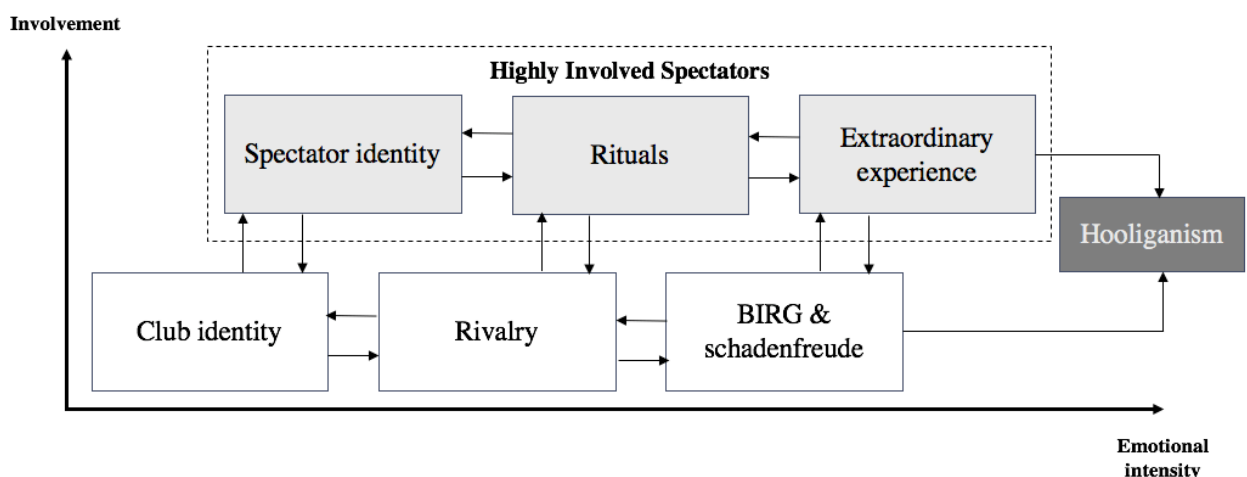 Involvement
Highly Involved Spectators
Spectator identity
Rituals
Extraordinary
experience
Hooliganism
Club identity
Rivalry
BIRG &
schadenfreude
Emotional
intensity